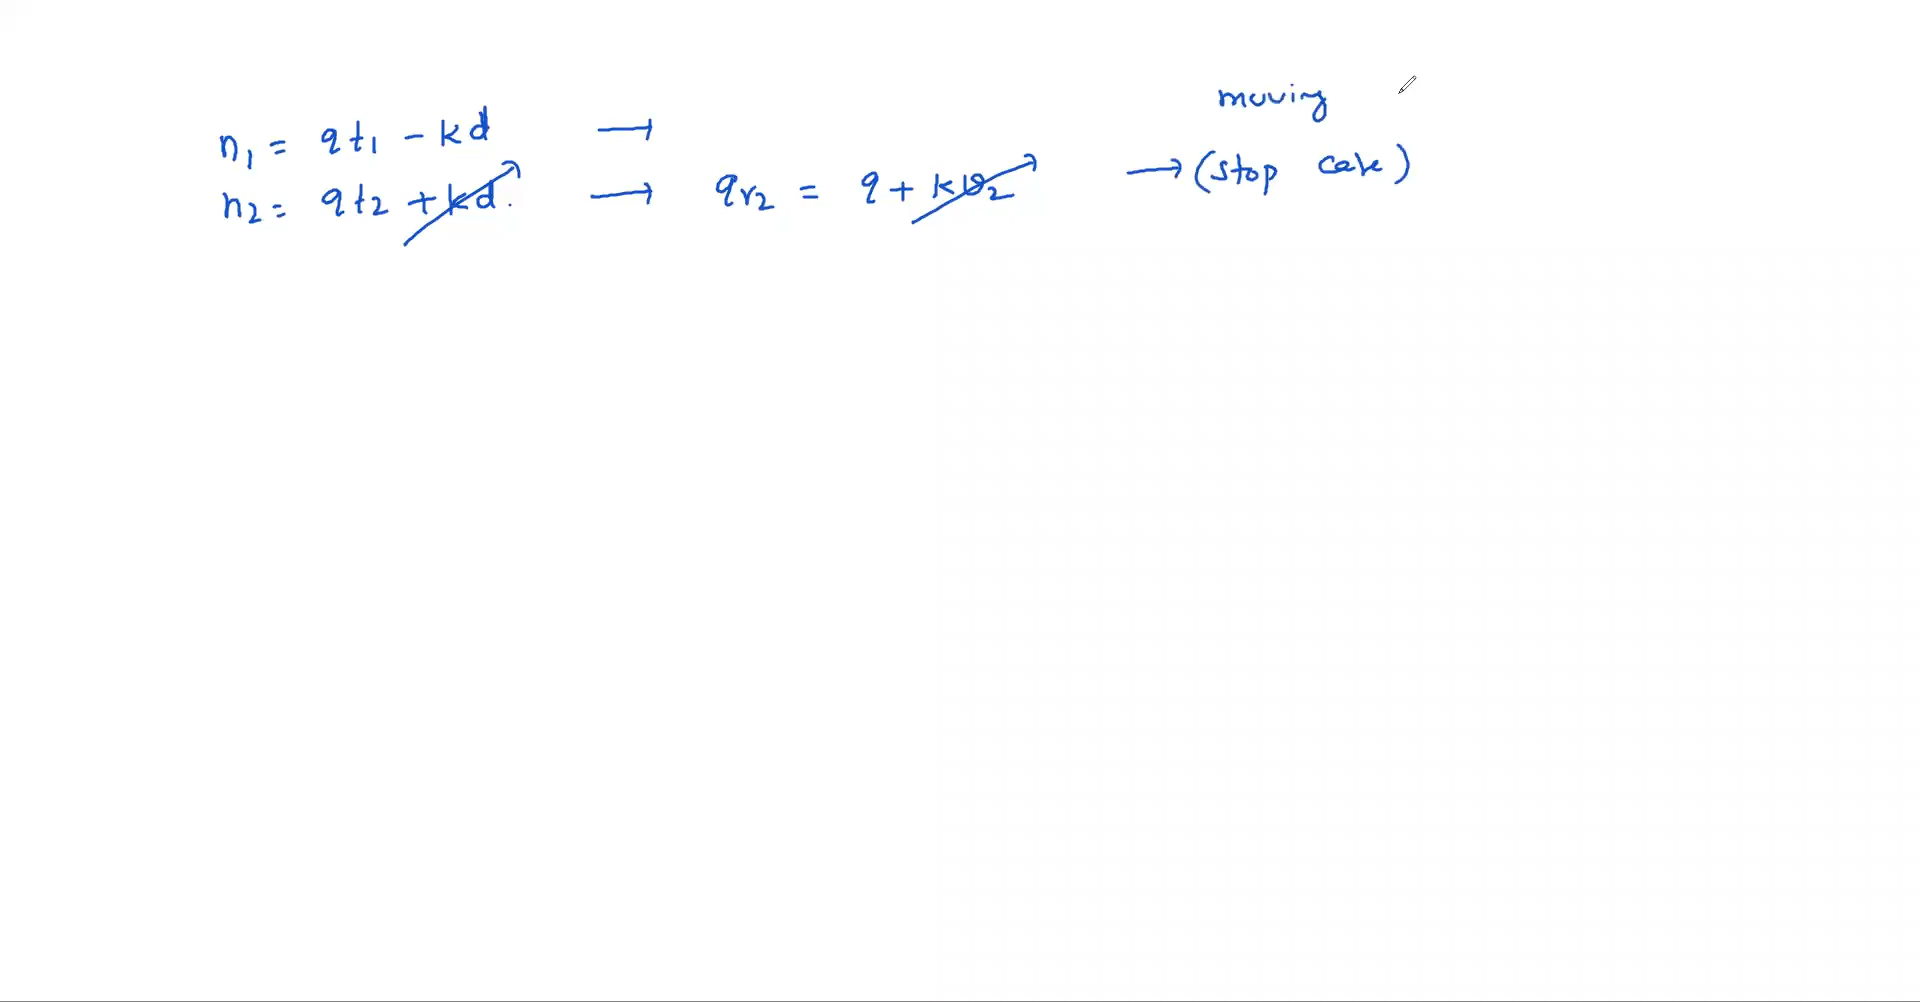 moving
n₁ = qt₁ - kd →
n₂ = qt₂ + kd. → qr₂ = q + kv₂ → (stop case)